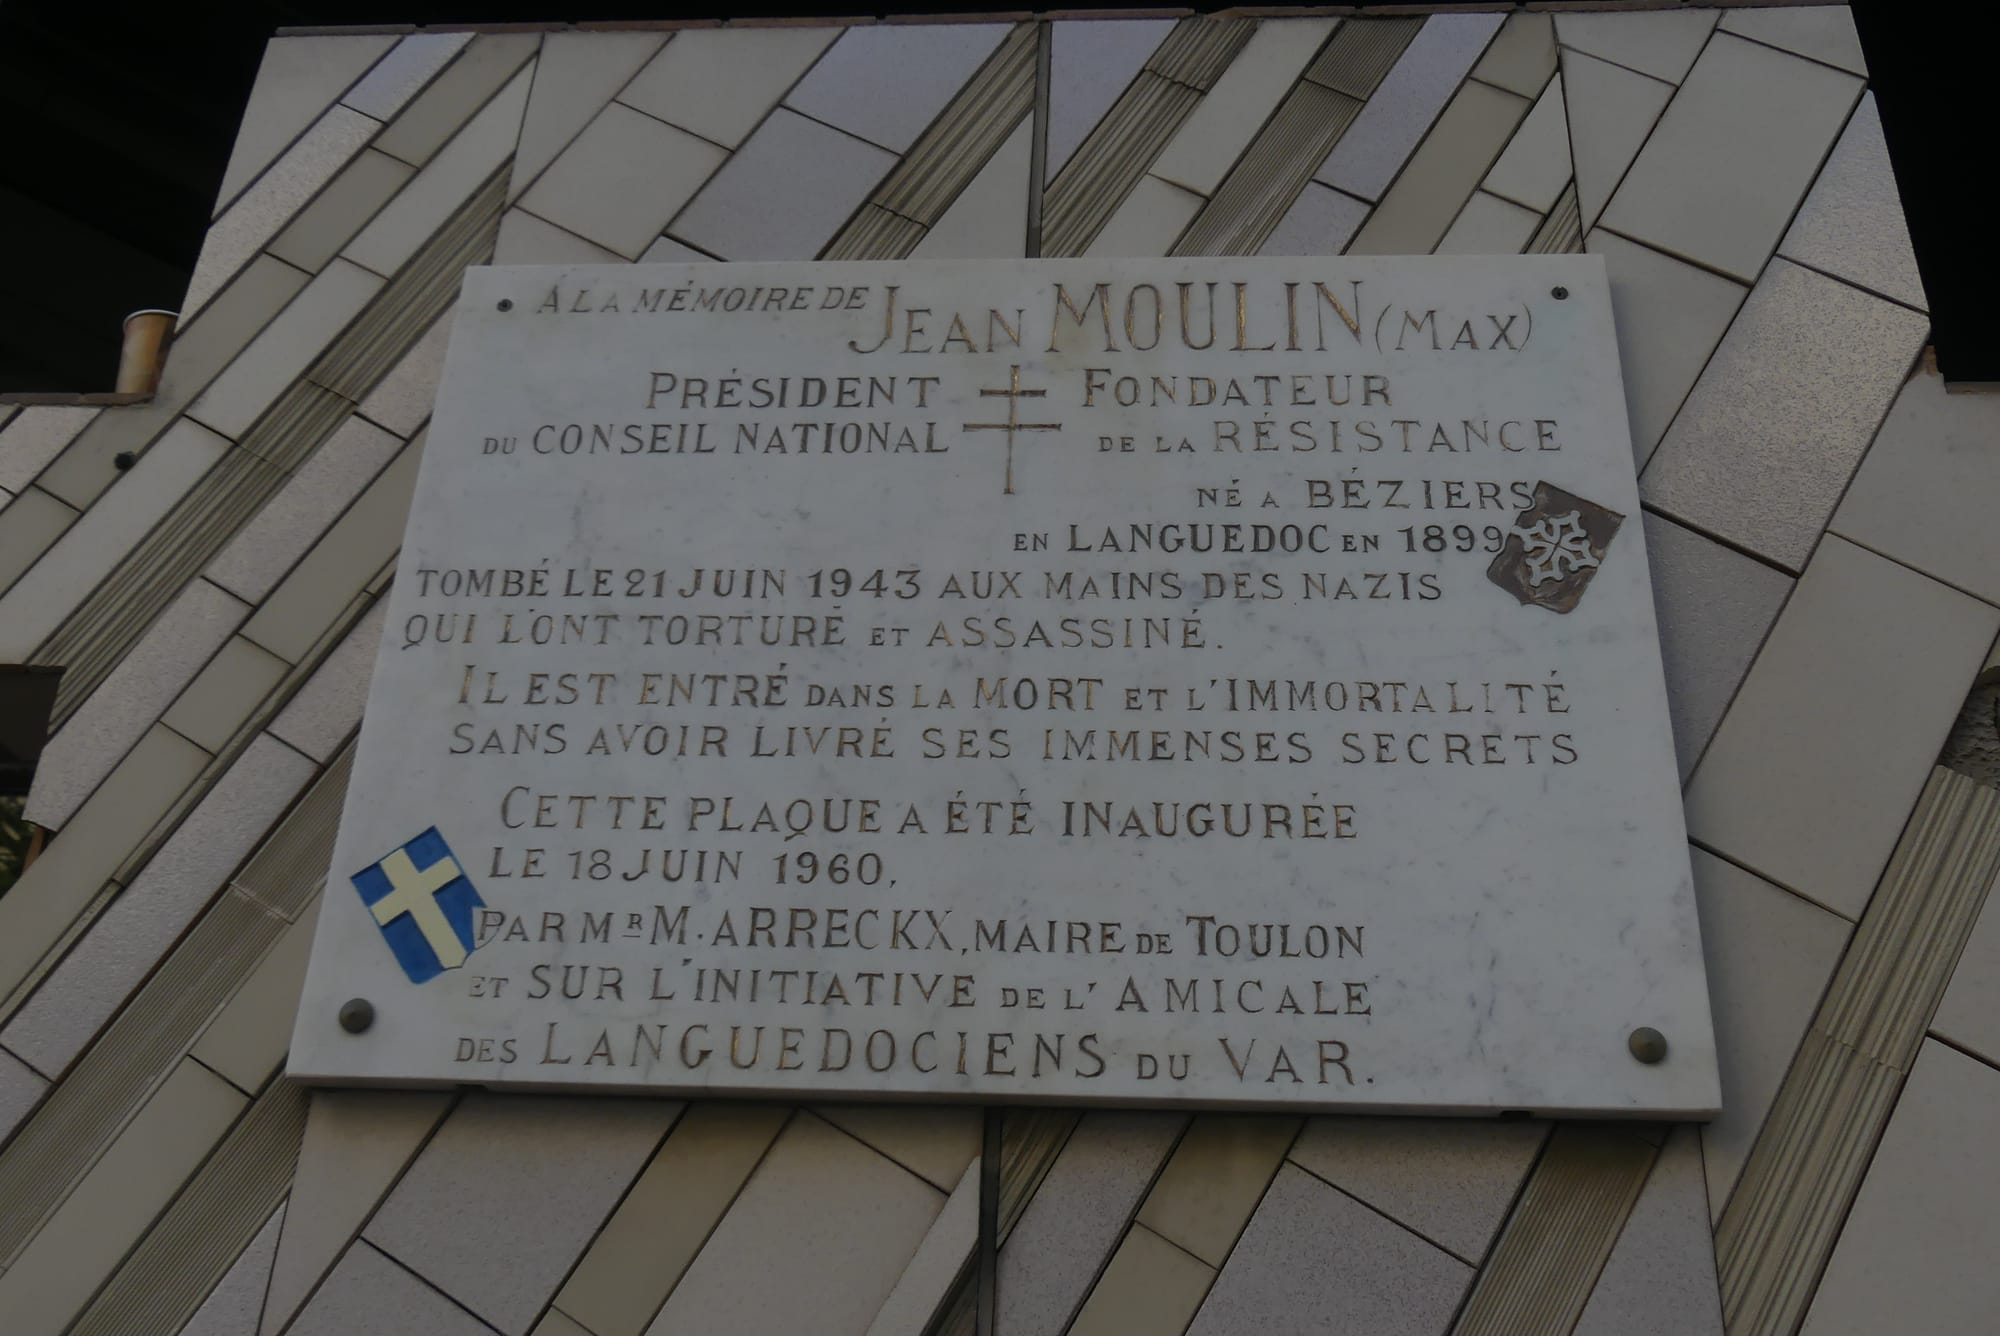 À LA MÉMOIRE DE JEAN MOULIN (MAX)
PRÉSIDENT FONDATEUR
DU CONSEIL NATIONAL DE LA RÉSISTANCE
NÉ A BÉZIERS
EN LANGUEDOC EN 1899
TOMBÉ LE 21 JUIN 1943 AUX MAINS DES NAZIS
QUI L'ONT TORTURÉ ET ASSASSINÉ.
IL EST ENTRÉ DANS LA MORT ET L'IMMORTALITÉ
SANS AVOIR LIVRÉ SES IMMENSES SECRETS
CETTE PLAQUE A ÉTÉ INAUGURÉE
LE 18 JUIN 1960,
PAR MR M. ARRECKX, MAIRE DE TOULON
ET SUR L'INITIATIVE DE L'AMICALE
DES LANGUEDOCIENS DU VAR.